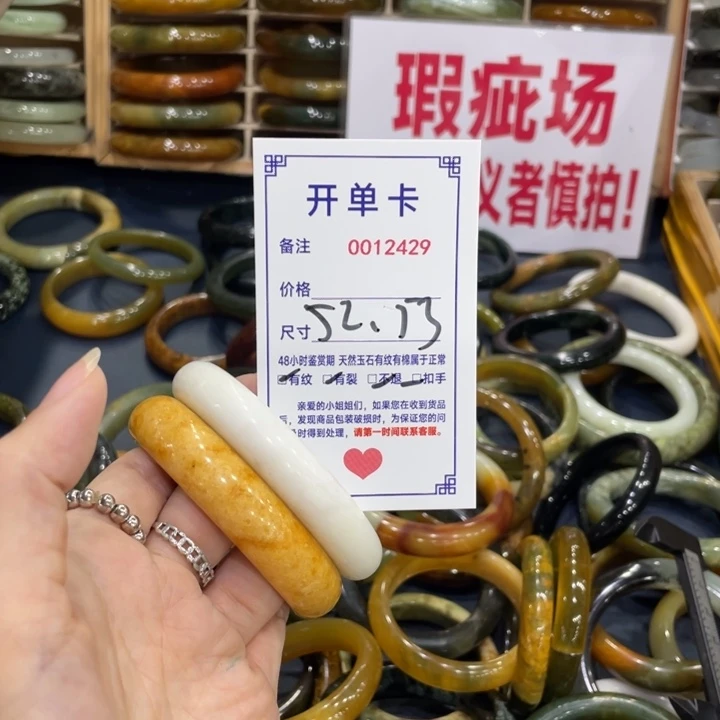 瑕疵场
议者慎拍!
开单卡
备注 0012429
价格
尺寸 52.53
48小时鉴赏期 天然玉石有纹有棉属于正常
☑有纹 ☑有裂 □不退 □扣手
亲爱的小姐姐们，如果您在收到货品
后，发现商品包装破损时，为保证您的问
时得到处理，请第一时间联系客服。